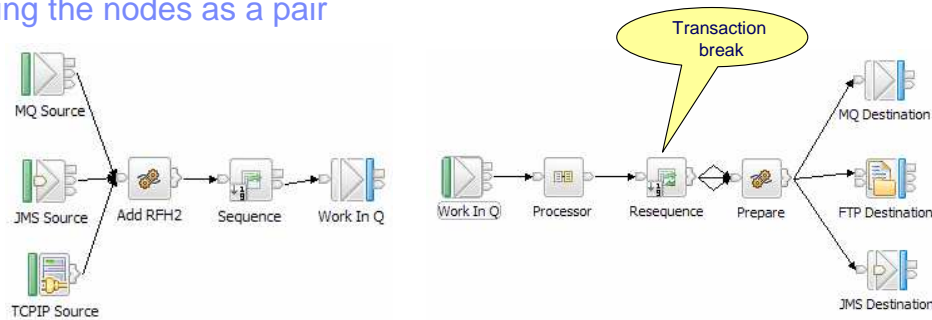 ing the nodes as a pair
Transaction
break
MQ Source
JMS Source
Add RFH2
Sequence
Work In Q
TCPIP Source
Work In Q
Processor
Resequence
Prepare
MQ Destination
FTP Destination
JMS Destination